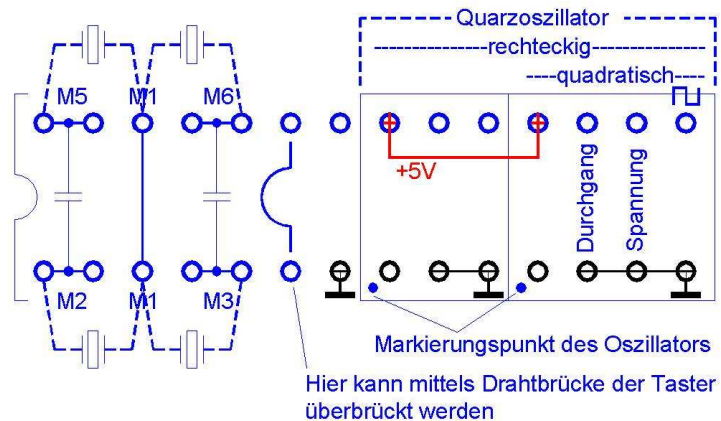 Quarzoszillator
rechteckig
quadratisch
M5 M1 M6
+5V
Durchgang
Spannung
M2 M1 M3
Markierungspunkt des Oszillators
Hier kann mittels Drahtbrücke der Taster
überbrückt werden